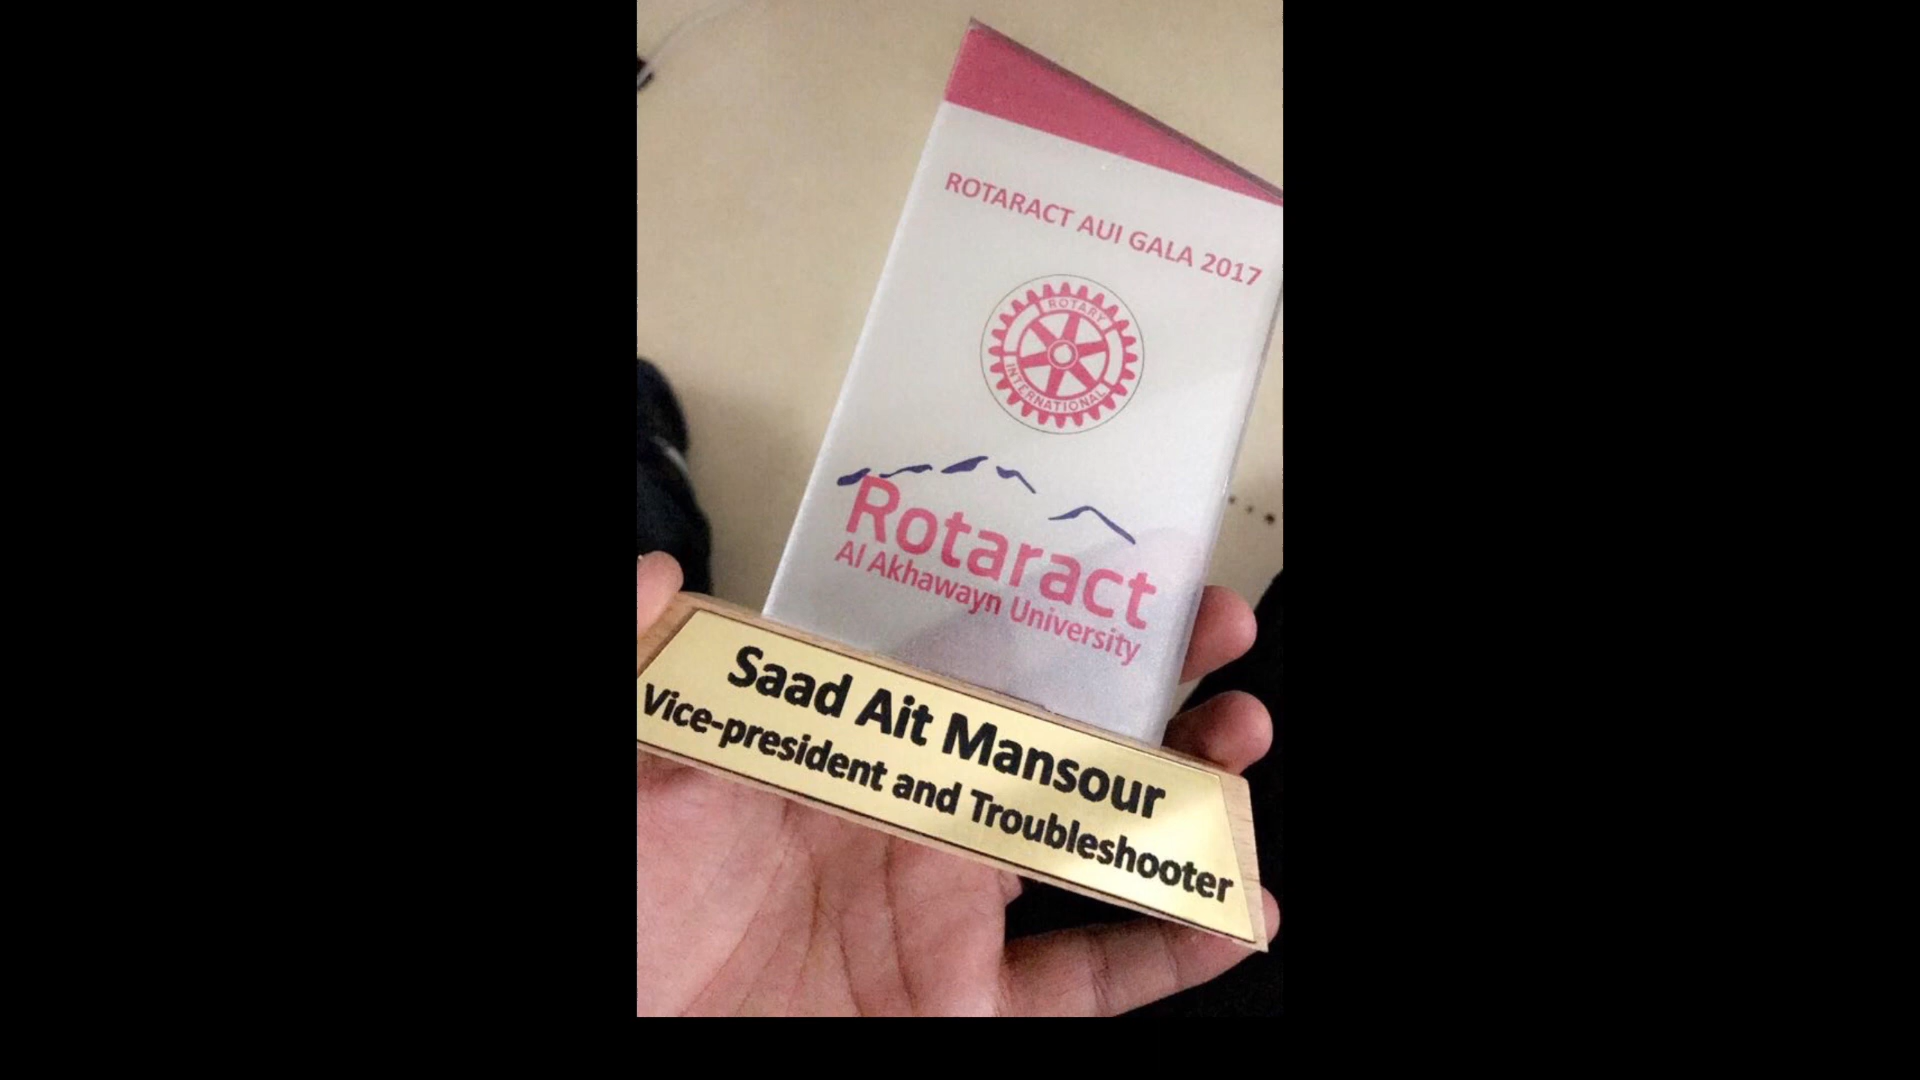 ROTARACT AUI GALA 2017
ROTARY
INTERNATIONAL
Rotaract
Al Akhawayn University
Saad Ait Mansour
Vice-president and Troubleshooter